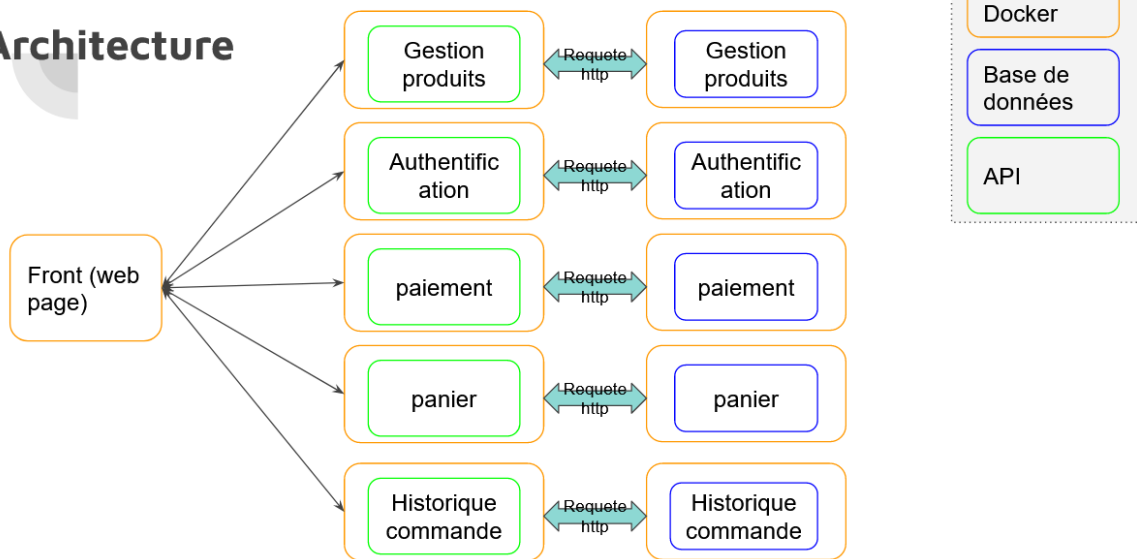 Architecture
Front (web
page)
Gestion
produits
Requete
http
Gestion
produits
Authentific
ation
Requete
http
Authentific
ation
paiement
Requete
http
paiement
panier
Requete
http
panier
Historique
commande
Requete
http
Historique
commande
Docker
Base de
données
API